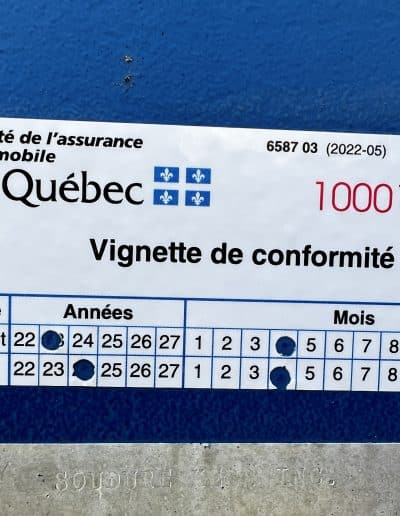 té de l'assurance
mobile
6587 03 (2022-05)
Québec
1000
Vignette de conformité
Années Mois
t 22 24 25 26 27 1 2 3 5 6 7 8
22 23 25 26 27 1 2 3 5 6 7 8
SOUDURE INC.